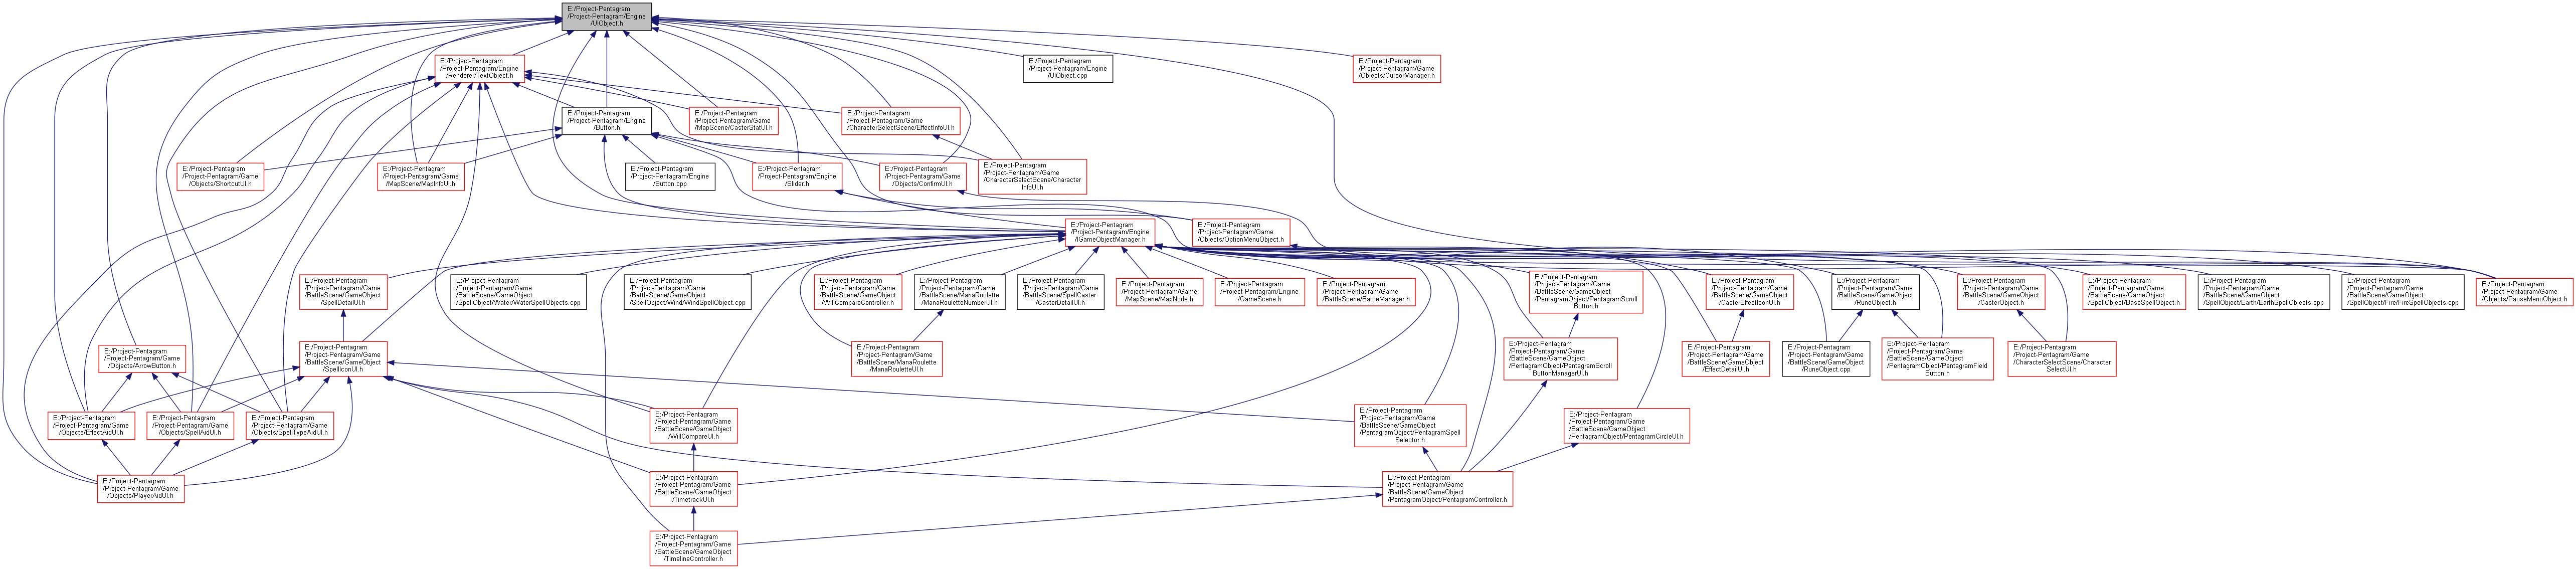 E:/Project-Pentagram
/Project-Pentagram/Engine
/UIObject.h
E:/Project-Pentagram
/Project-Pentagram/Engine
/Renderer/TextObject.h
E:/Project-Pentagram
/Project-Pentagram/Engine
/UIObject.cpp
E:/Project-Pentagram
/Project-Pentagram/Game
/Objects/CursorManager.h
E:/Project-Pentagram
/Project-Pentagram/Engine
/Button.h
E:/Project-Pentagram
/Project-Pentagram/Game
/MapScene/CasterStatUI.h
E:/Project-Pentagram
/Project-Pentagram/Game
/CharacterSelectScene/EffectInfoUI.h
E:/Project-Pentagram
/Project-Pentagram/Game
/Objects/ShortcutUI.h
E:/Project-Pentagram
/Project-Pentagram/Game
/MapScene/MapInfoUI.h
E:/Project-Pentagram
/Project-Pentagram/Engine
/Button.cpp
E:/Project-Pentagram
/Project-Pentagram/Engine
/Slider.h
E:/Project-Pentagram
/Project-Pentagram/Game
/Objects/ConfirmUI.h
E:/Project-Pentagram
/Project-Pentagram/Game
/CharacterSelectScene/Character
InfoUI.h
E:/Project-Pentagram
/Project-Pentagram/Engine
/GameObjectManager.h
E:/Project-Pentagram
/Project-Pentagram/Game
/Objects/OptionMenuObject.h
E:/Project-Pentagram
/Project-Pentagram/Game
/BattleScene/GameObject
/SpellDetailUI.h
E:/Project-Pentagram
/Project-Pentagram/Game
/BattleScene/GameObject
/SpellObject/Water/WaterSpellObjects.cpp
E:/Project-Pentagram
/Project-Pentagram/Game
/BattleScene/GameObject
/SpellObject/Wind/WindSpellObject.cpp
E:/Project-Pentagram
/Project-Pentagram/Game
/BattleScene/GameObject
/WillCompareController.h
E:/Project-Pentagram
/Project-Pentagram/Game
/BattleScene/ManaRoulette
/ManaRouletteNumberUI.h
E:/Project-Pentagram
/Project-Pentagram/Game
/BattleScene/SpellCaster
/CasterDetailUI.h
E:/Project-Pentagram
/Project-Pentagram/Game
/MapScene/MapNode.h
E:/Project-Pentagram
/Project-Pentagram/Engine
/GameScene.h
E:/Project-Pentagram
/Project-Pentagram/Game
/BattleScene/BattleManager.h
E:/Project-Pentagram
/Project-Pentagram/Game
/BattleScene/GameObject
/PentagramObject/PentagramScroll
Button.h
E:/Project-Pentagram
/Project-Pentagram/Game
/BattleScene/GameObject
/CasterEffectIconUI.h
E:/Project-Pentagram
/Project-Pentagram/Game
/BattleScene/GameObject
/RuneObject.h
E:/Project-Pentagram
/Project-Pentagram/Game
/BattleScene/GameObject
/CasterObject.h
E:/Project-Pentagram
/Project-Pentagram/Game
/BattleScene/GameObject
/SpellObject/BaseSpellObject.h
E:/Project-Pentagram
/Project-Pentagram/Game
/BattleScene/GameObject
/SpellObject/Earth/EarthSpellObjects.cpp
E:/Project-Pentagram
/Project-Pentagram/Game
/BattleScene/GameObject
/SpellObject/Fire/FireSpellObjects.cpp
E:/Project-Pentagram
/Project-Pentagram/Game
/Objects/PauseMenuObject.h
E:/Project-Pentagram
/Project-Pentagram/Game
/Objects/ArrowButton.h
E:/Project-Pentagram
/Project-Pentagram/Game
/BattleScene/GameObject
/SpellIconUI.h
E:/Project-Pentagram
/Project-Pentagram/Game
/BattleScene/ManaRoulette
/ManaRouletteUI.h
E:/Project-Pentagram
/Project-Pentagram/Game
/BattleScene/GameObject
/PentagramObject/PentagramScroll
ButtonManagerUI.h
E:/Project-Pentagram
/Project-Pentagram/Game
/BattleScene/GameObject
/EffectDetailUI.h
E:/Project-Pentagram
/Project-Pentagram/Game
/BattleScene/GameObject
/RuneObject.cpp
E:/Project-Pentagram
/Project-Pentagram/Game
/BattleScene/GameObject
/PentagramObject/PentagramField
Button.h
E:/Project-Pentagram
/Project-Pentagram/Game
/CharacterSelectScene/Character
SelectUI.h
E:/Project-Pentagram
/Project-Pentagram/Game
/Objects/EffectAidUI.h
E:/Project-Pentagram
/Project-Pentagram/Game
/Objects/SpellAidUI.h
E:/Project-Pentagram
/Project-Pentagram/Game
/Objects/SpellTypeAidUI.h
E:/Project-Pentagram
/Project-Pentagram/Game
/BattleScene/GameObject
/WillCompareUI.h
E:/Project-Pentagram
/Project-Pentagram/Game
/BattleScene/GameObject
/PentagramObject/PentagramSpell
Selector.h
E:/Project-Pentagram
/Project-Pentagram/Game
/BattleScene/GameObject
/PentagramObject/PentagramCircleUI.h
E:/Project-Pentagram
/Project-Pentagram/Game
/Objects/PlayerAidUI.h
E:/Project-Pentagram
/Project-Pentagram/Game
/BattleScene/GameObject
/TimetrackUI.h
E:/Project-Pentagram
/Project-Pentagram/Game
/BattleScene/GameObject
/PentagramObject/PentagramController.h
E:/Project-Pentagram
/Project-Pentagram/Game
/BattleScene/GameObject
/TimelineController.h